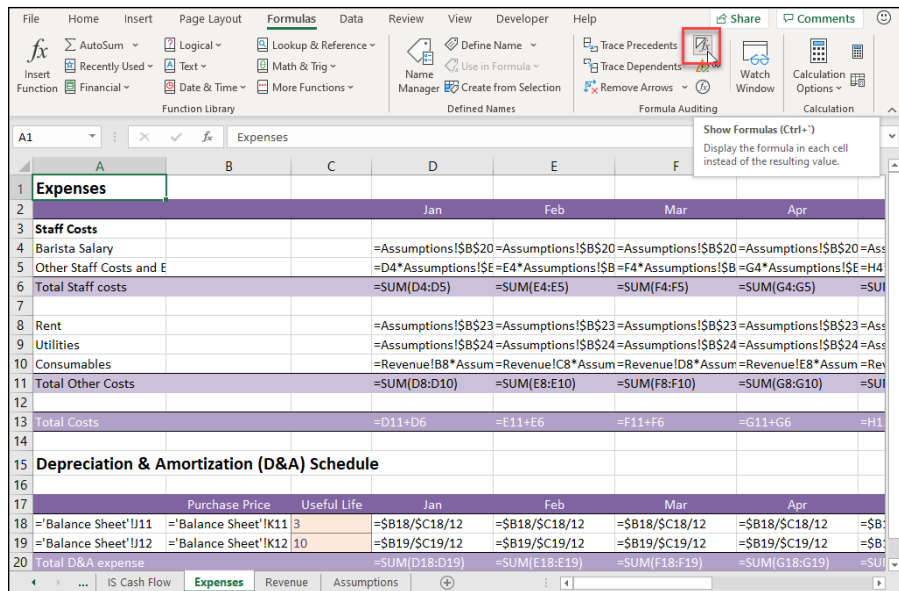 File Home Insert Page Layout Formulas Data Review View Developer Help Share Comments
AutoSum Logical Lookup & Reference Define Name Trace Precedents
Recently Used Text Math & Trig Use in Formula Trace Dependents
Insert Function Financial Date & Time More Functions Name Manager Create from Selection Remove Arrows Watch Window Calculation Options
Function Library Defined Names Formula Auditing Calculation
A1 fx Expenses
Show Formulas (Ctrl+`)
Display the formula in each cell
instead of the resulting value.
A B C D E F
1 Expenses
2 Jan Feb Mar Apr
3 Staff Costs
4 Barista Salary =Assumptions!$B$20 =Assumptions!$B$20 =Assumptions!$B$20 =Assumptions!$B$20 =Ass
5 Other Staff Costs and E =D4*Assumptions!$E =E4*Assumptions!$B =F4*Assumptions!$B =G4*Assumptions!$E =H4
6 Total Staff costs =SUM(D4:D5) =SUM(E4:E5) =SUM(F4:F5) =SUM(G4:G5) =SUI
7
8 Rent =Assumptions!$B$23 =Assumptions!$B$23 =Assumptions!$B$23 =Assumptions!$B$23 =Ass
9 Utilities =Assumptions!$B$24 =Assumptions!$B$24 =Assumptions!$B$24 =Assumptions!$B$24 =Ass
10 Consumables =Revenue!B8*Assum =Revenue!C8*Assum =Revenue!D8*Assum =Revenue!E8*Assum =Rev
11 Total Other Costs =SUM(D8:D10) =SUM(E8:E10) =SUM(F8:F10) =SUM(G8:G10) =SUI
12
13 Total Costs =D11+D6 =E11+E6 =F11+F6 =G11+G6 =H1
14
15 Depreciation & Amortization (D&A) Schedule
16
17 Purchase Price Useful Life Jan Feb Mar Apr
18 ='Balance Sheet'!J11 ='Balance Sheet'!K11 3 =$B18/$C18/12 =$B18/$C18/12 =$B18/$C18/12 =$B18/$C18/12 =$B:
19 ='Balance Sheet'!J12 ='Balance Sheet'!K12 10 =$B19/$C19/12 =$B19/$C19/12 =$B19/$C19/12 =$B19/$C19/12 =$B:
20 Total D&A expense =SUM(D18:D19) =SUM(E18:E19) =SUM(F18:F19) =SUM(G18:G19) =SUI
... IS Cash Flow Expenses Revenue Assumptions